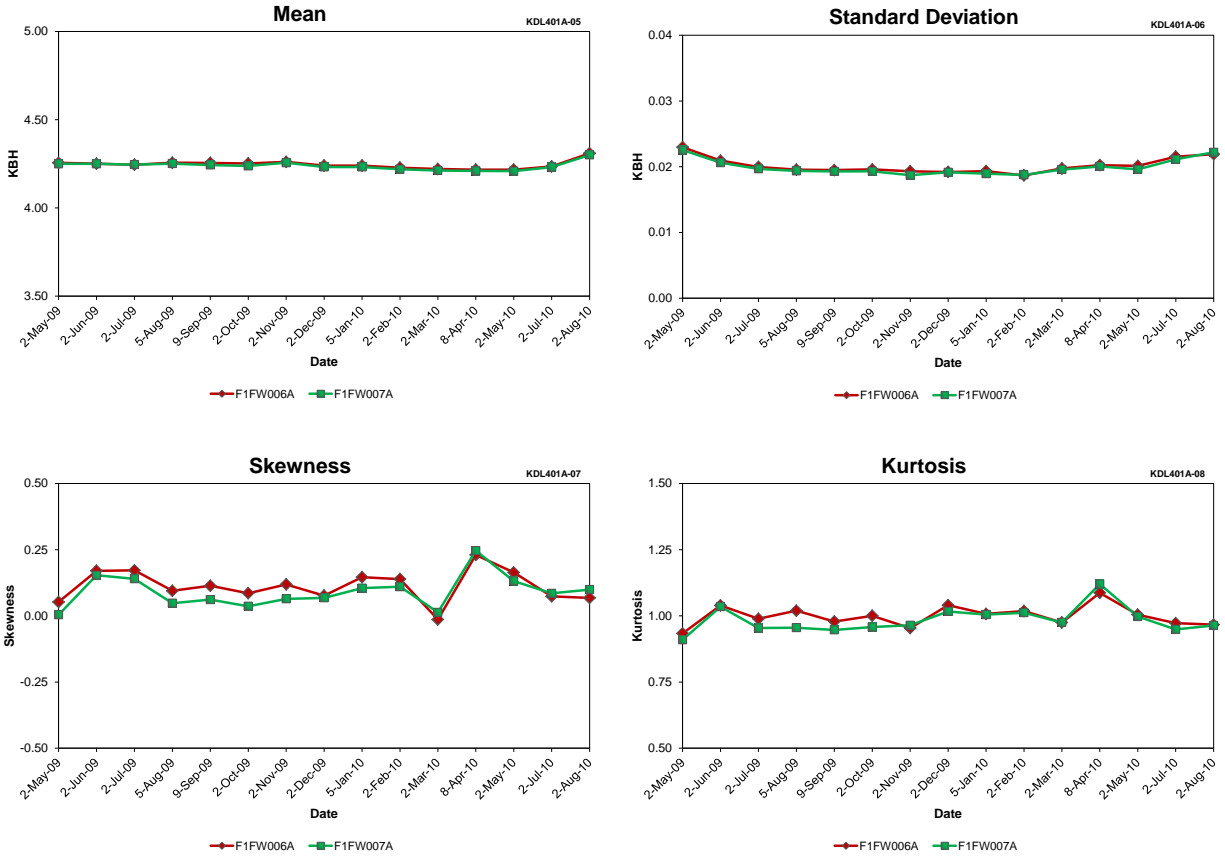 Mean
KDL401A-05
5.00
4.50
4.00
3.50
KBH
2-May-09
2-Jun-09
2-Jul-09
5-Aug-09
9-Sep-09
2-Oct-09
2-Nov-09
2-Dec-09
5-Jan-10
2-Feb-10
2-Mar-10
8-Apr-10
2-May-10
2-Jul-10
2-Aug-10
Date
F1FW006A F1FW007A
Standard Deviation
KDL401A-06
0.04
0.03
0.02
0.01
0.00
KBH
2-May-09
2-Jun-09
2-Jul-09
5-Aug-09
9-Sep-09
2-Oct-09
2-Nov-09
2-Dec-09
5-Jan-10
2-Feb-10
2-Mar-10
8-Apr-10
2-May-10
2-Jul-10
2-Aug-10
Date
F1FW006A F1FW007A
Skewness
KDL401A-07
0.50
0.25
0.00
-0.25
-0.50
Skewness
2-May-09
2-Jun-09
2-Jul-09
5-Aug-09
9-Sep-09
2-Oct-09
2-Nov-09
2-Dec-09
5-Jan-10
2-Feb-10
2-Mar-10
8-Apr-10
2-May-10
2-Jul-10
2-Aug-10
Date
F1FW006A F1FW007A
Kurtosis
KDL401A-08
1.50
1.25
1.00
0.75
0.50
Kurtosis
2-May-09
2-Jun-09
2-Jul-09
5-Aug-09
9-Sep-09
2-Oct-09
2-Nov-09
2-Dec-09
5-Jan-10
2-Feb-10
2-Mar-10
8-Apr-10
2-May-10
2-Jul-10
2-Aug-10
Date
F1FW006A F1FW007A